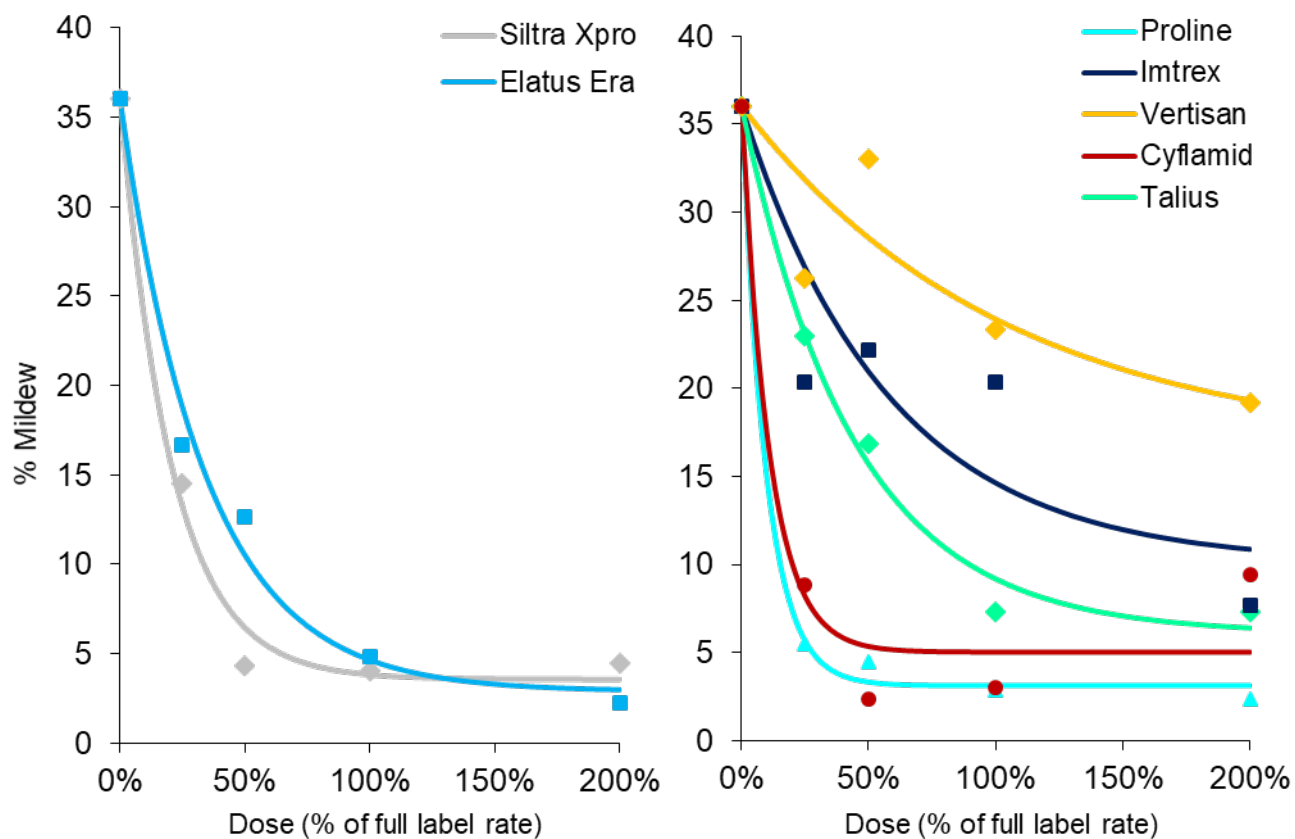 40
35
30
25
20
15
10
5
0
% Mildew
0%
50%
100%
150%
200%
Dose (% of full label rate)
Siltra Xpro
Elatus Era
40
35
30
25
20
15
10
5
0
0%
50%
100%
150%
200%
Dose (% of full label rate)
Proline
Imtrex
Vertisan
Cyflamid
Talius